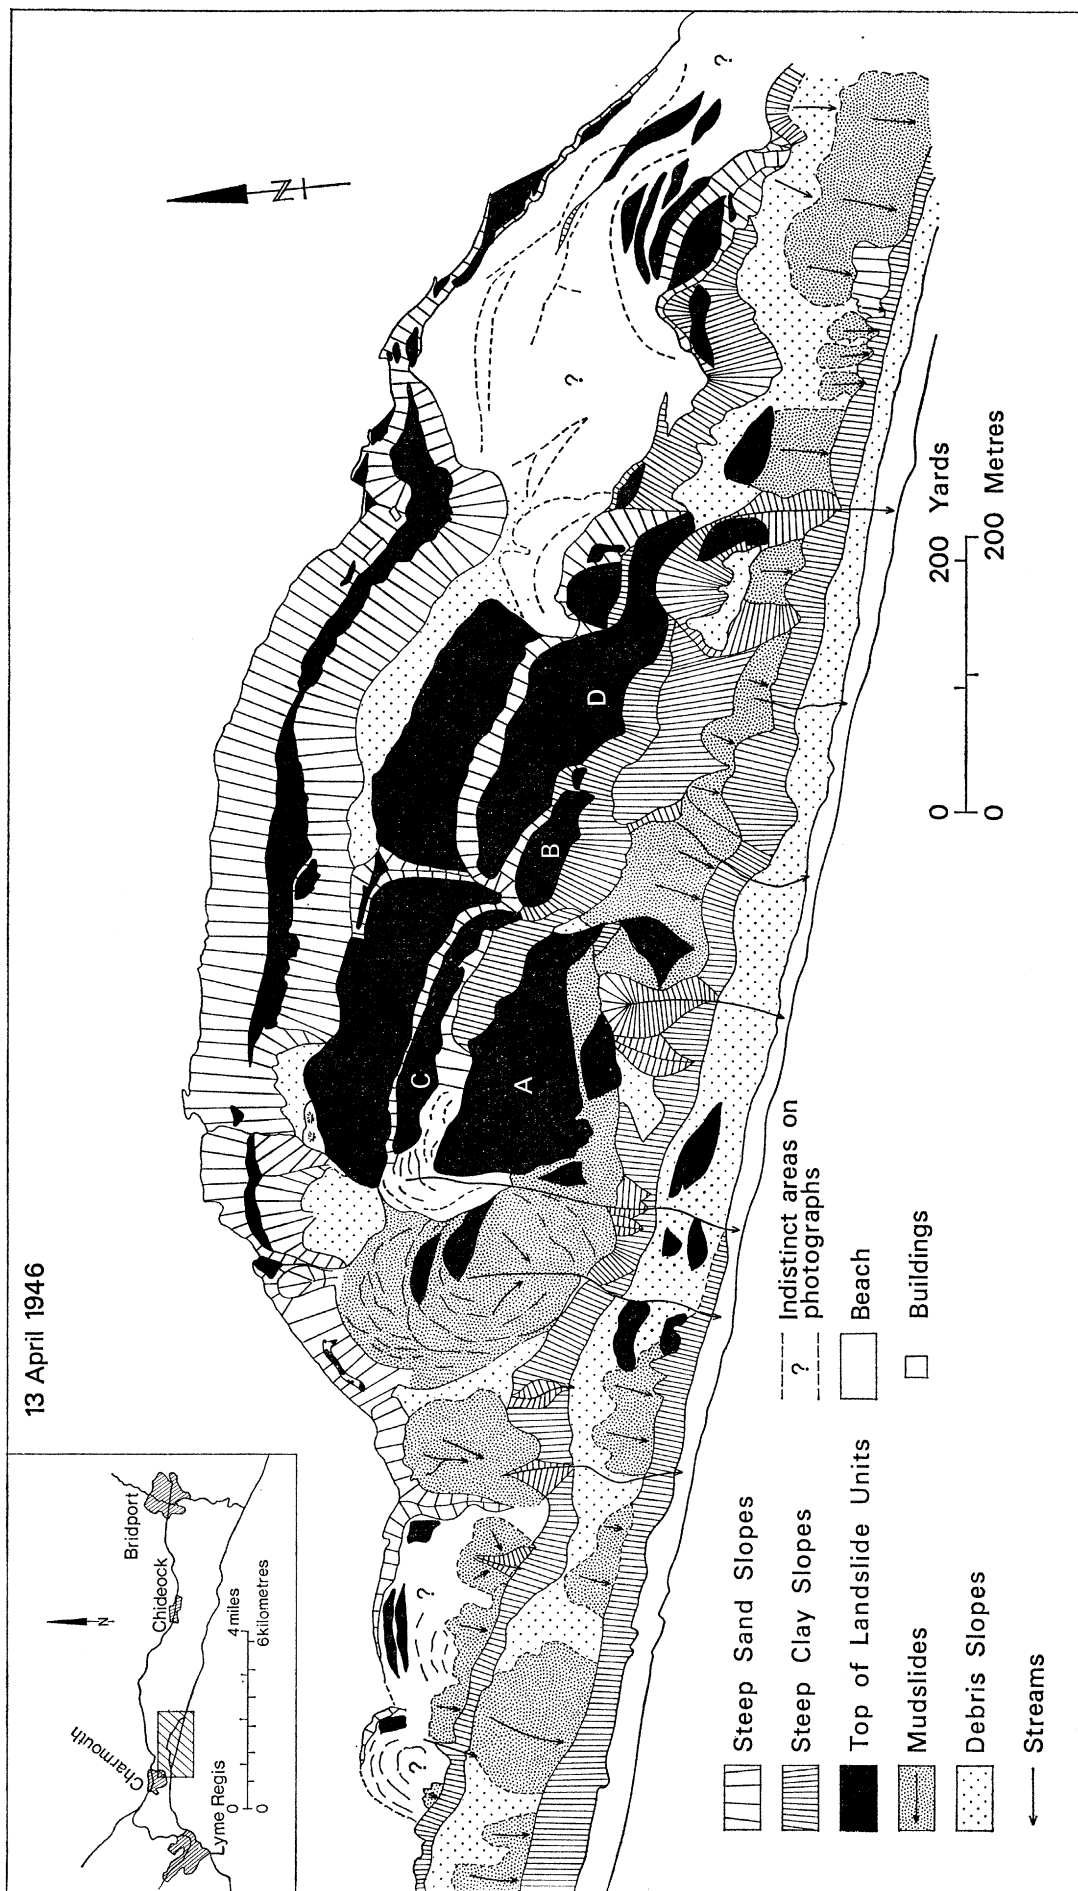 13 April 1946
Bridport
Chideock
Charmouth
Lyme Regis
N
4 miles
6 kilometres
0
0
N
?
?
?
?
A
B
C
D
0 200 Yards
0 200 Metres
Steep Sand Slopes
Steep Clay Slopes
Top of Landslide Units
Mudslides
Debris Slopes
Streams
? Indistinct areas on
photographs
Beach
Buildings